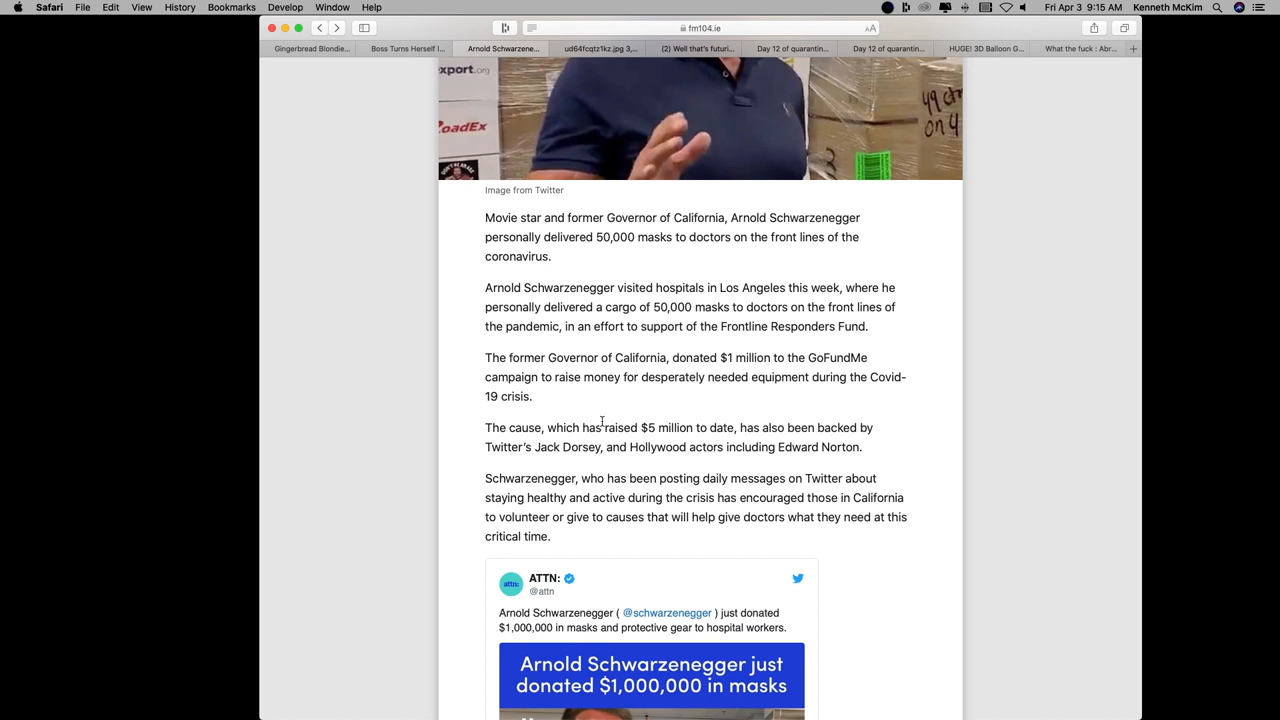 Safari File Edit View History Bookmarks Develop Window Help Fri Apr 3 9:15 AM Kenneth McKim
fm104.ie
Gingerbread Blondie... Boss Turns Herself I... Arnold Schwarzene... ud64fcqtz1kz.jpg 3,... (2) Well that's futuri... Day 12 of quarantin... Day 12 of quarantin... HUGE! 3D Balloon G... What the fuck : Abr...
export.org
RoadEx
49 ctn
on 4
Image from Twitter
Movie star and former Governor of California, Arnold Schwarzenegger
personally delivered 50,000 masks to doctors on the front lines of the
coronavirus.
Arnold Schwarzenegger visited hospitals in Los Angeles this week, where he
personally delivered a cargo of 50,000 masks to doctors on the front lines of
the pandemic, in an effort to support of the Frontline Responders Fund.
The former Governor of California, donated $1 million to the GoFundMe
campaign to raise money for desperately needed equipment during the Covid-
19 crisis.
The cause, which has raised $5 million to date, has also been backed by
Twitter's Jack Dorsey, and Hollywood actors including Edward Norton.
Schwarzenegger, who has been posting daily messages on Twitter about
staying healthy and active during the crisis has encouraged those in California
to volunteer or give to causes that will help give doctors what they need at this
critical time.
attn:
ATTN:
@attn
Arnold Schwarzenegger ( @schwarzenegger ) just donated
$1,000,000 in masks and protective gear to hospital workers.
Arnold Schwarzenegger just
donated $1,000,000 in masks